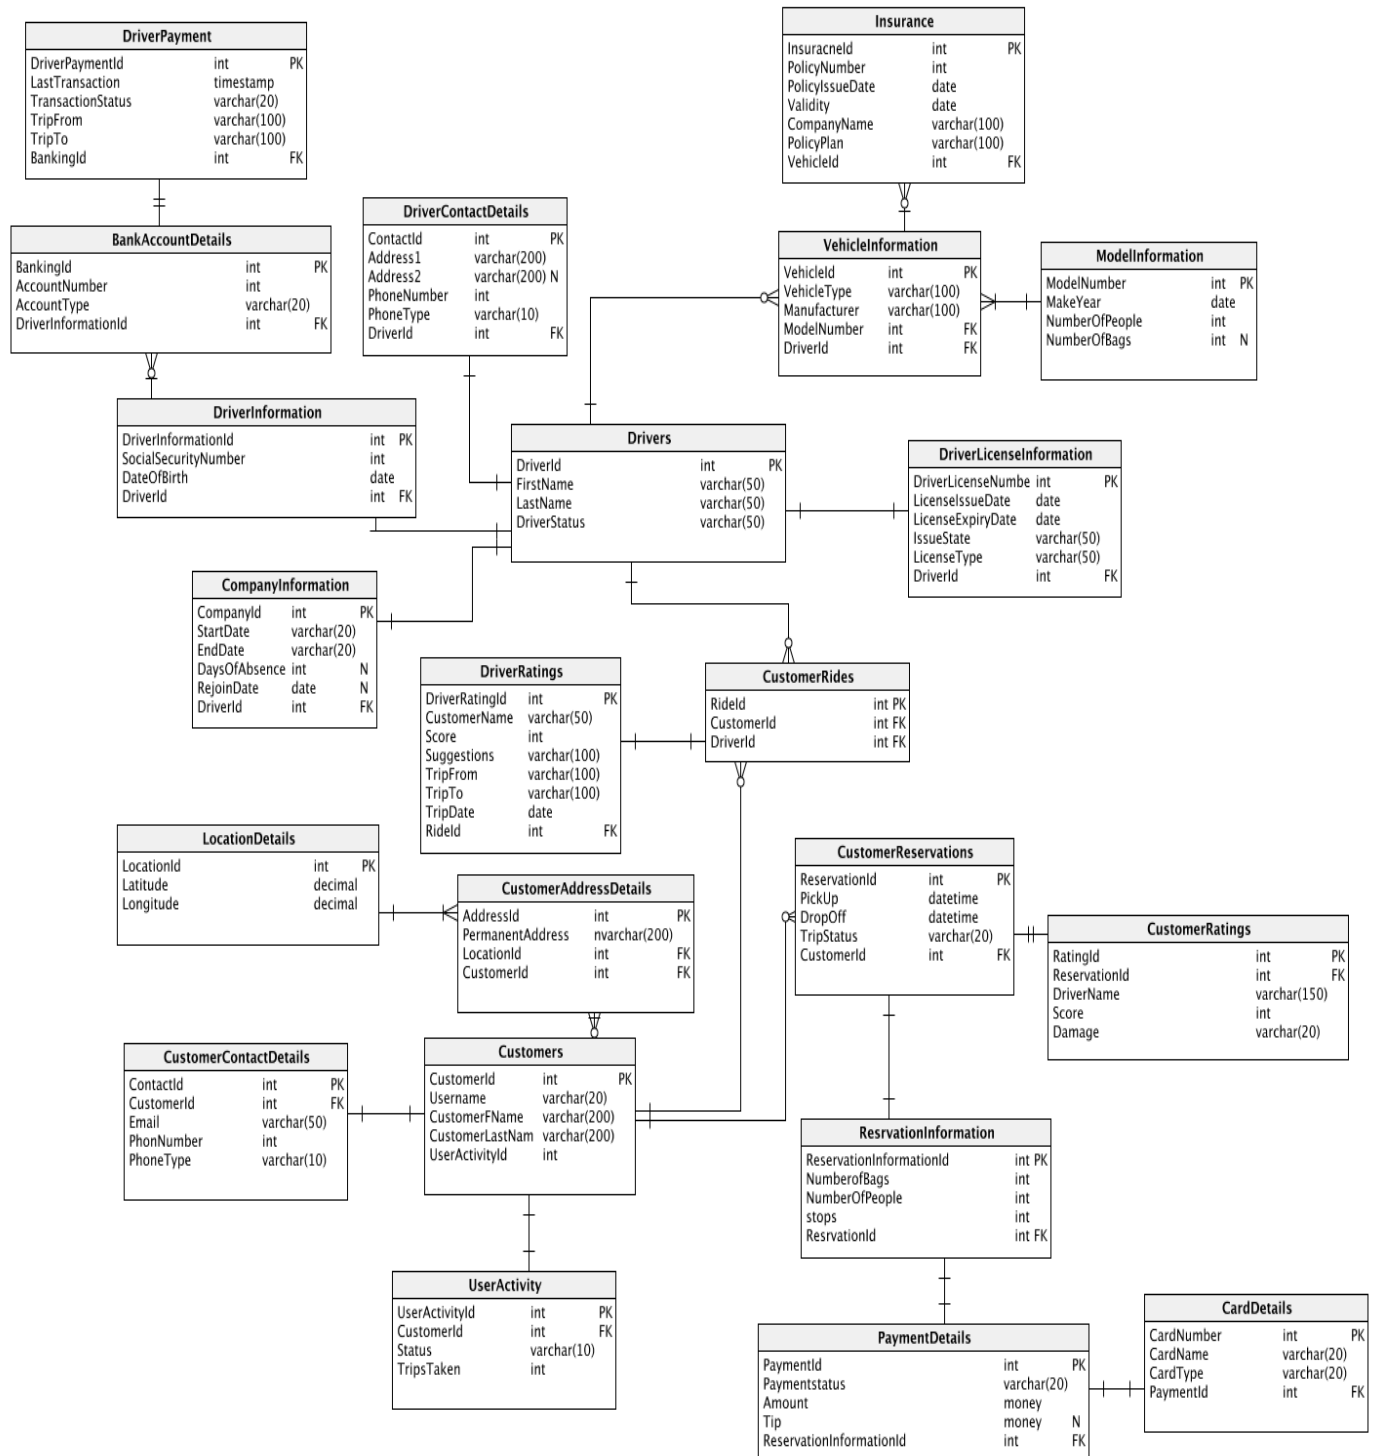 DriverPayment
DriverPaymentId int PK
LastTransaction timestamp
TransactionStatus varchar(20)
TripFrom varchar(100)
TripTo varchar(100)
BankingId int FK
Insurance
InsuracneId int PK
PolicyNumber int
PolicyIssueDate date
Validity date
CompanyName varchar(100)
PolicyPlan varchar(100)
VehicleId int FK
DriverContactDetails
ContactId int PK
Address1 varchar(200)
Address2 varchar(200) N
PhoneNumber int
PhoneType varchar(10)
DriverId int FK
BankAccountDetails
BankingId int PK
AccountNumber int
AccountType varchar(20)
DriverInformationId int FK
VehicleInformation
VehicleId int PK
VehicleType varchar(100)
Manufacturer varchar(100)
ModelNumber int FK
DriverId int FK
ModelInformation
ModelNumber int PK
MakeYear date
NumberOfPeople int
NumberOfBags int N
DriverInformation
DriverInformationId int PK
SocialSecurityNumber int
DateOfBirth date
DriverId int FK
Drivers
DriverId int PK
FirstName varchar(50)
LastName varchar(50)
DriverStatus varchar(50)
DriverLicenseInformation
DriverLicenseNumbe int PK
LicenseIssueDate date
LicenseExpiryDate date
IssueState varchar(50)
LicenseType varchar(50)
DriverId int FK
CompanyInformation
CompanyId int PK
StartDate varchar(20)
EndDate varchar(20)
DaysOfAbsence int N
RejoinDate date N
DriverId int FK
DriverRatings
DriverRatingId int PK
CustomerName varchar(50)
Score int
Suggestions varchar(100)
TripFrom varchar(100)
TripTo varchar(100)
TripDate date
RideId int FK
CustomerRides
RideId int PK
CustomerId int FK
DriverId int FK
LocationDetails
LocationId int PK
Latitude decimal
Longitude decimal
CustomerAddressDetails
AddressId int PK
PermanentAddress nvarchar(200)
LocationId int FK
CustomerId int FK
CustomerReservations
ReservationId int PK
PickUp datetime
DropOff datetime
TripStatus varchar(20)
CustomerId int FK
CustomerRatings
RatingId int PK
ReservationId int FK
DriverName varchar(150)
Score int
Damage varchar(20)
CustomerContactDetails
ContactId int PK
CustomerId int FK
Email varchar(50)
PhonNumber int
PhoneType varchar(10)
Customers
CustomerId int PK
Username varchar(20)
CustomerFName varchar(200)
CustomerLastNam varchar(200)
UserActivityId int
ResrvationInformation
ReservationInformationId int PK
NumberofBags int
NumberOfPeople int
stops int
ResrvationId int FK
UserActivity
UserActivityId int PK
CustomerId int FK
Status varchar(10)
TripsTaken int
PaymentDetails
PaymentId int PK
Paymentstatus varchar(20)
Amount money
Tip money N
ReservationInformationId int FK
CardDetails
CardNumber int PK
CardName varchar(20)
CardType varchar(20)
PaymentId int FK